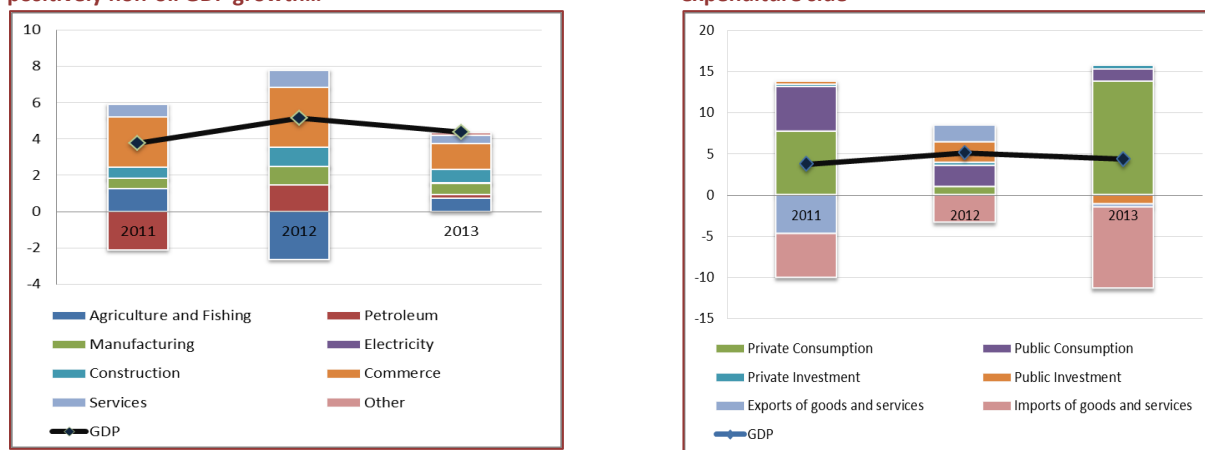 positively non-oil GDP growth...
expenditure side
10
8
6
4
2
0
-2
-4
2011
2012
2013
Agriculture and Fishing
Petroleum
Manufacturing
Electricity
Construction
Commerce
Services
Other
GDP
20
15
10
5
0
-5
-10
-15
2011
2012
2013
Private Consumption
Public Consumption
Private Investment
Public Investment
Exports of goods and services
Imports of goods and services
GDP